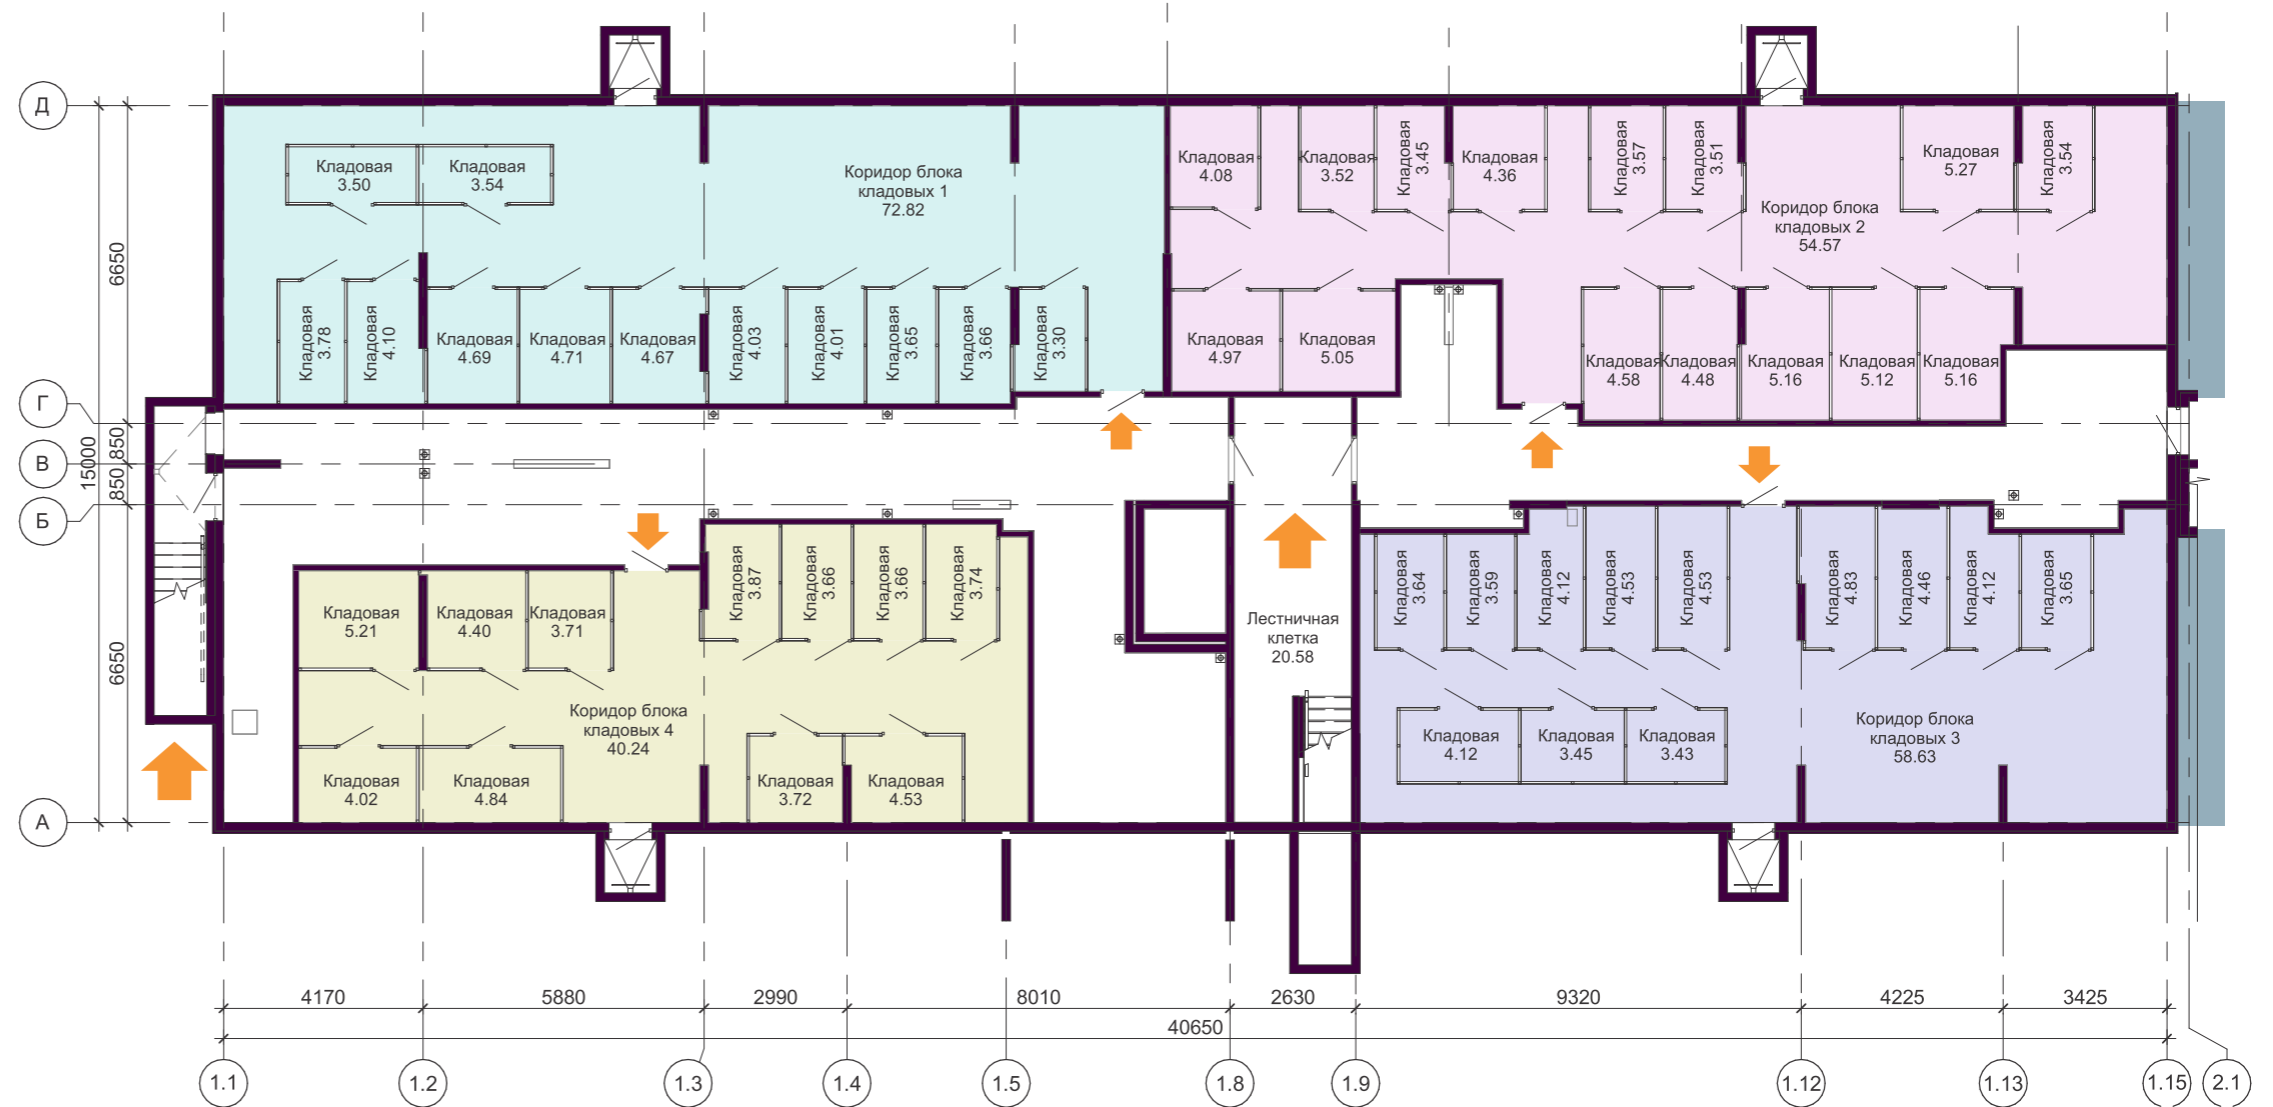 Д
Г
В
Б
А
6650
850
850
6650
15000
Кладовая
3.50
Кладовая
3.54
Коридор блока
кладовых 1
72.82
Кладовая
3.78
Кладовая
4.10
Кладовая
4.69
Кладовая
4.71
Кладовая
4.67
Кладовая
4.03
Кладовая
4.01
Кладовая
3.65
Кладовая
3.66
Кладовая
3.30
Кладовая
4.08
Кладовая
3.52
Кладовая
3.45
Кладовая
4.36
Кладовая
3.57
Кладовая
3.51
Кладовая
5.27
Кладовая
3.54
Коридор блока
кладовых 2
54.57
Кладовая
4.97
Кладовая
5.05
Кладовая
4.58
Кладовая
4.48
Кладовая
5.16
Кладовая
5.12
Кладовая
5.16
Кладовая
5.21
Кладовая
4.40
Кладовая
3.71
Кладовая
3.87
Кладовая
3.66
Кладовая
3.66
Кладовая
3.74
Коридор блока
кладовых 4
40.24
Кладовая
4.02
Кладовая
4.84
Кладовая
3.72
Кладовая
4.53
Лестничная
клетка
20.58
Кладовая
3.64
Кладовая
3.59
Кладовая
4.12
Кладовая
4.53
Кладовая
4.53
Кладовая
4.83
Кладовая
4.46
Кладовая
4.12
Кладовая
3.65
Кладовая
4.12
Кладовая
3.45
Кладовая
3.43
Коридор блока
кладовых 3
58.63
4170
5880
2990
8010
2630
9320
4225
3425
40650
1.1
1.2
1.3
1.4
1.5
1.8
1.9
1.12
1.13
1.15
2.1